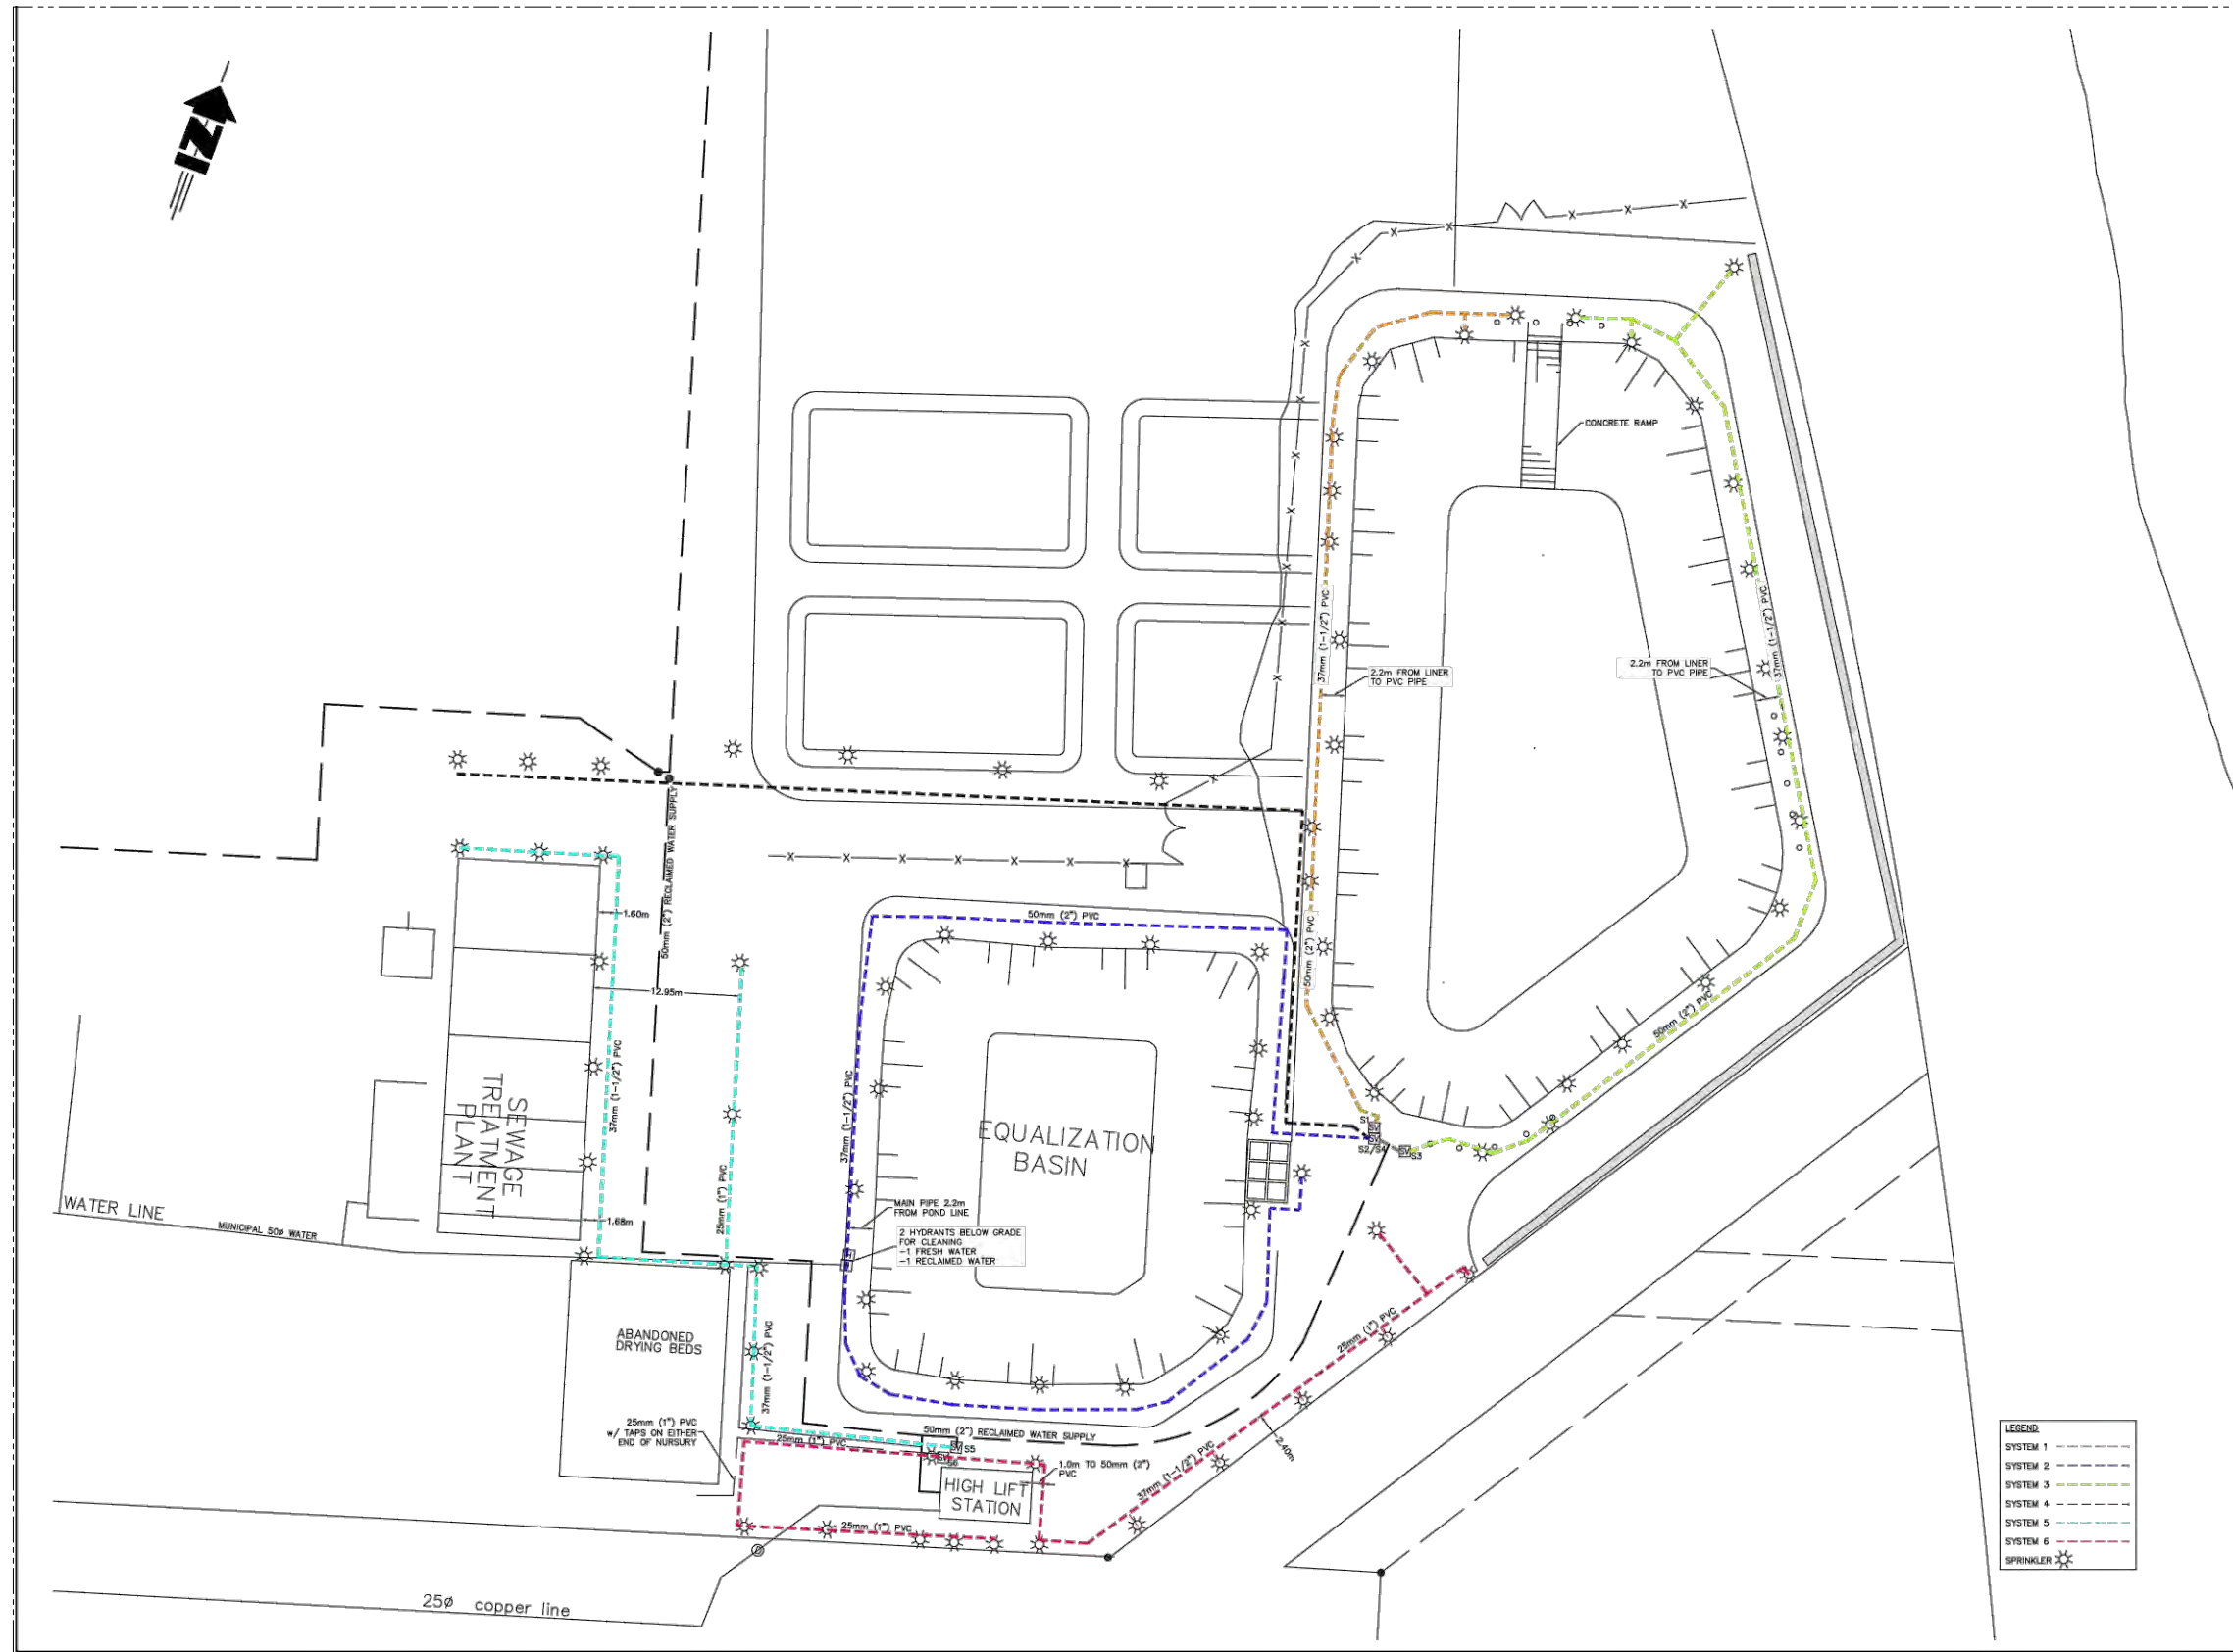 N
CONCRETE RAMP
37mm (1-1/2") PVC
37mm (1-1/2") PVC
2.2m FROM LINER
TO PVC PIPE
2.2m FROM LINER
TO PVC PIPE
50mm (2") RECLAIMED WATER SUPPLY
1.60m
50mm (2") PVC
50mm (2") PVC
12.95m
50mm (2") PVC
37mm (1-1/2") PVC
37mm (1-1/2") PVC
SEWAGE
TREATMENT
PLANT
EQUALIZATION
BASIN
S1
SV
SV
S2/S4
SV
S3
25mm (1") PVC
WATER LINE
MUNICIPAL 50ø WATER
1.68m
MAIN PIPE 2.2m
FROM POND LINE
2 HYDRANTS BELOW GRADE
FOR CLEANING
-1 FRESH WATER
-1 RECLAIMED WATER
ABANDONED
DRYING BEDS
37mm (1-1/2") PVC
25mm (1") PVC
25mm (1") PVC
w/ TAPS ON EITHER
END OF NURSURY
50mm (2") RECLAIMED WATER SUPPLY
25mm (1") PVC
SV
S5
SV
S6
1.0m TO 50mm (2")
PVC
HIGH LIFT
STATION
37mm (1-1/2") PVC
2.40m
25mm (1") PVC
25ø copper line
LEGEND
SYSTEM 1
SYSTEM 2
SYSTEM 3
SYSTEM 4
SYSTEM 5
SYSTEM 6
SPRINKLER